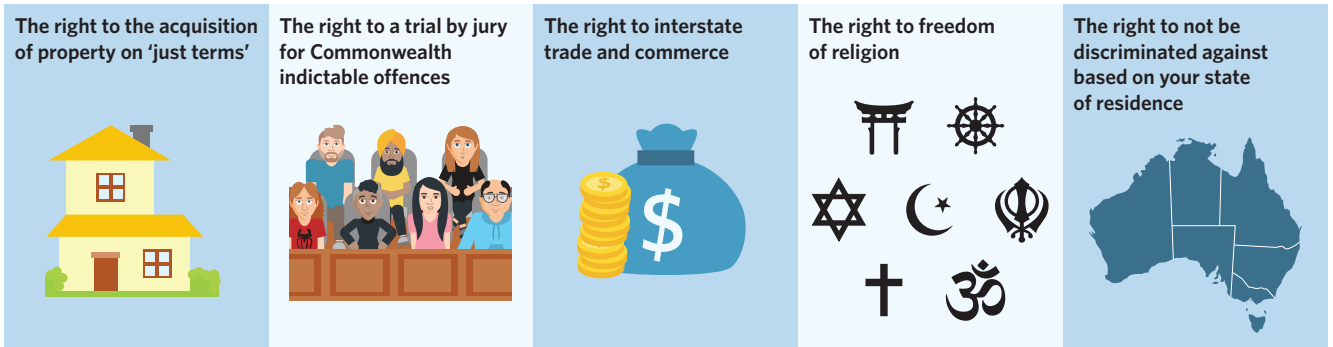 The right to the acquisition
of property on ‘just terms’
The right to a trial by jury
for Commonwealth
indictable offences
The right to interstate
trade and commerce
$
$
The right to freedom
of religion
ॐ
The right to not be
discriminated against
based on your state
of residence